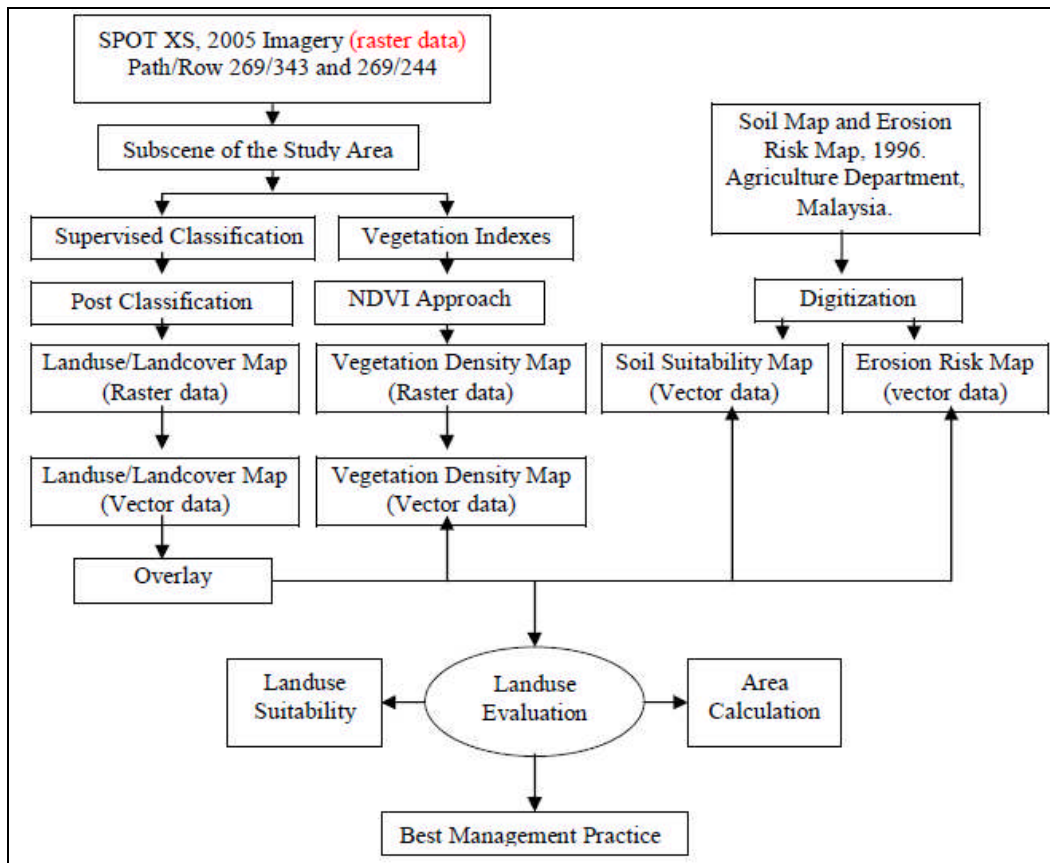 SPOT XS, 2005 Imagery (raster data)
Path/Row 269/343 and 269/244
Subscene of the Study Area
Soil Map and Erosion
Risk Map, 1996.
Agriculture Department,
Malaysia.
Supervised Classification
Vegetation Indexes
Post Classification
NDVI Approach
Digitization
Landuse/Landcover Map
(Raster data)
Vegetation Density Map
(Raster data)
Soil Suitability Map
(Vector data)
Erosion Risk Map
(vector data)
Landuse/Landcover Map
(Vector data)
Vegetation Density Map
(Vector data)
Overlay
Landuse
Suitability
Landuse
Evaluation
Area
Calculation
Best Management Practice